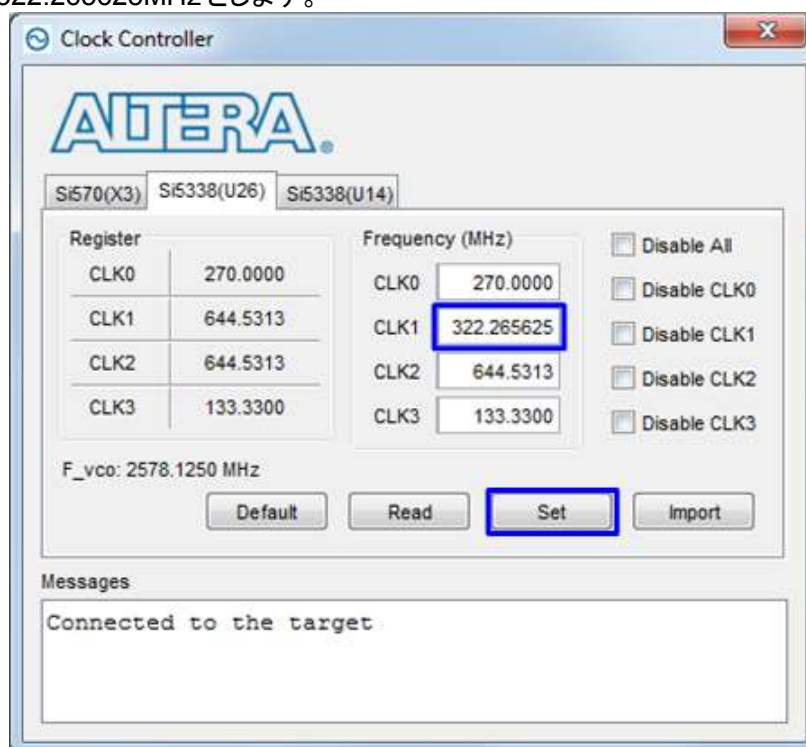 322.265625MHzとします。
Clock Controller
ALTERA®
Si570(X3) Si5338(U26) Si5338(U14)
Register Frequency (MHz) Disable All
CLK0 270.0000 CLK0 270.0000 Disable CLK0
CLK1 644.5313 CLK1 322.265625 Disable CLK1
CLK2 644.5313 CLK2 644.5313 Disable CLK2
CLK3 133.3300 CLK3 133.3300 Disable CLK3
F_vco: 2578.1250 MHz
Default Read Set Import
Messages
Connected to the target